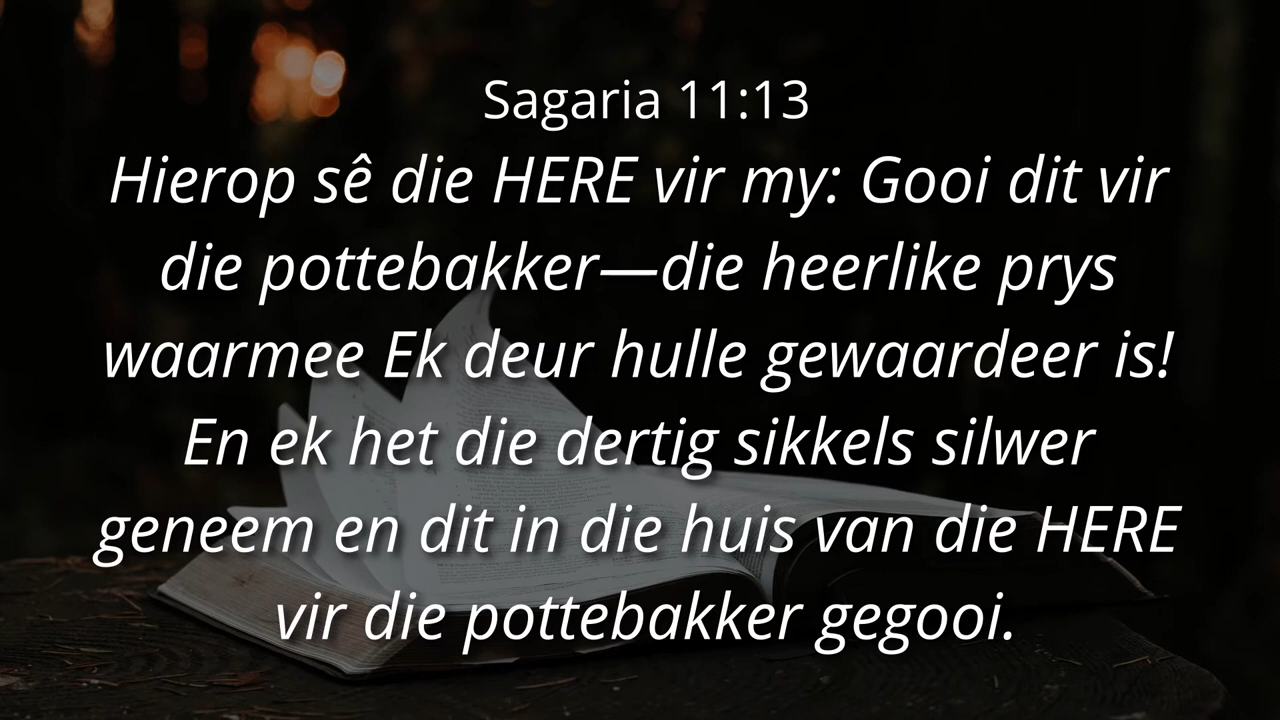 Sagaria 11:13
Hierop sê die HERE vir my: Gooi dit vir
die pottebakker—die heerlike prys
waarmee Ek deur hulle gewaardeer is!
En ek het die dertig sikkels silwer
geneem en dit in die huis van die HERE
vir die pottebakker gegooi.